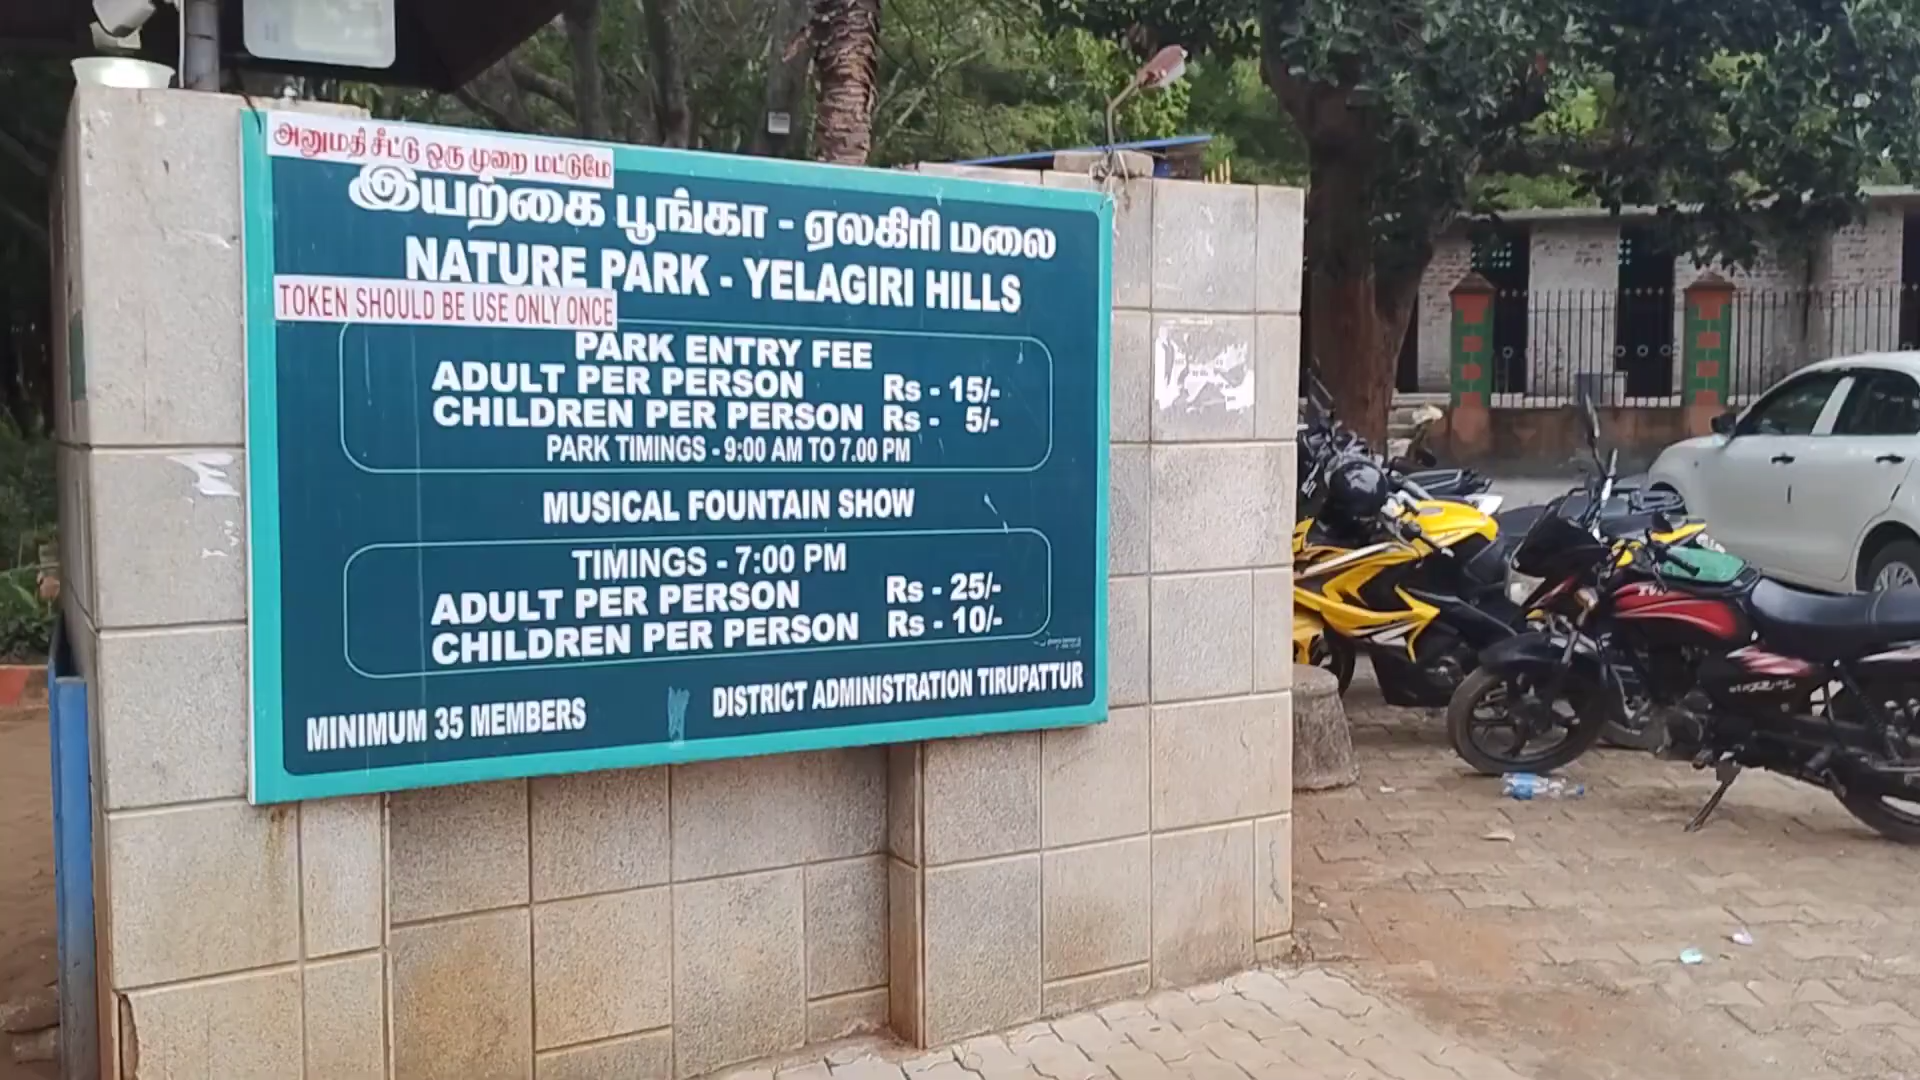 அனுமதி சீட்டு ஒரு முறை மட்டுமே
இயற்கை பூங்கா - ஏலகிரி மலை
NATURE PARK - YELAGIRI HILLS
TOKEN SHOULD BE USE ONLY ONCE
PARK ENTRY FEE
ADULT PER PERSON Rs - 15/-
CHILDREN PER PERSON Rs - 5/-
PARK TIMINGS - 9:00 AM TO 7.00 PM
MUSICAL FOUNTAIN SHOW
TIMINGS - 7:00 PM
ADULT PER PERSON Rs - 25/-
CHILDREN PER PERSON Rs - 10/-
MINIMUM 35 MEMBERS
DISTRICT ADMINISTRATION TIRUPATTUR